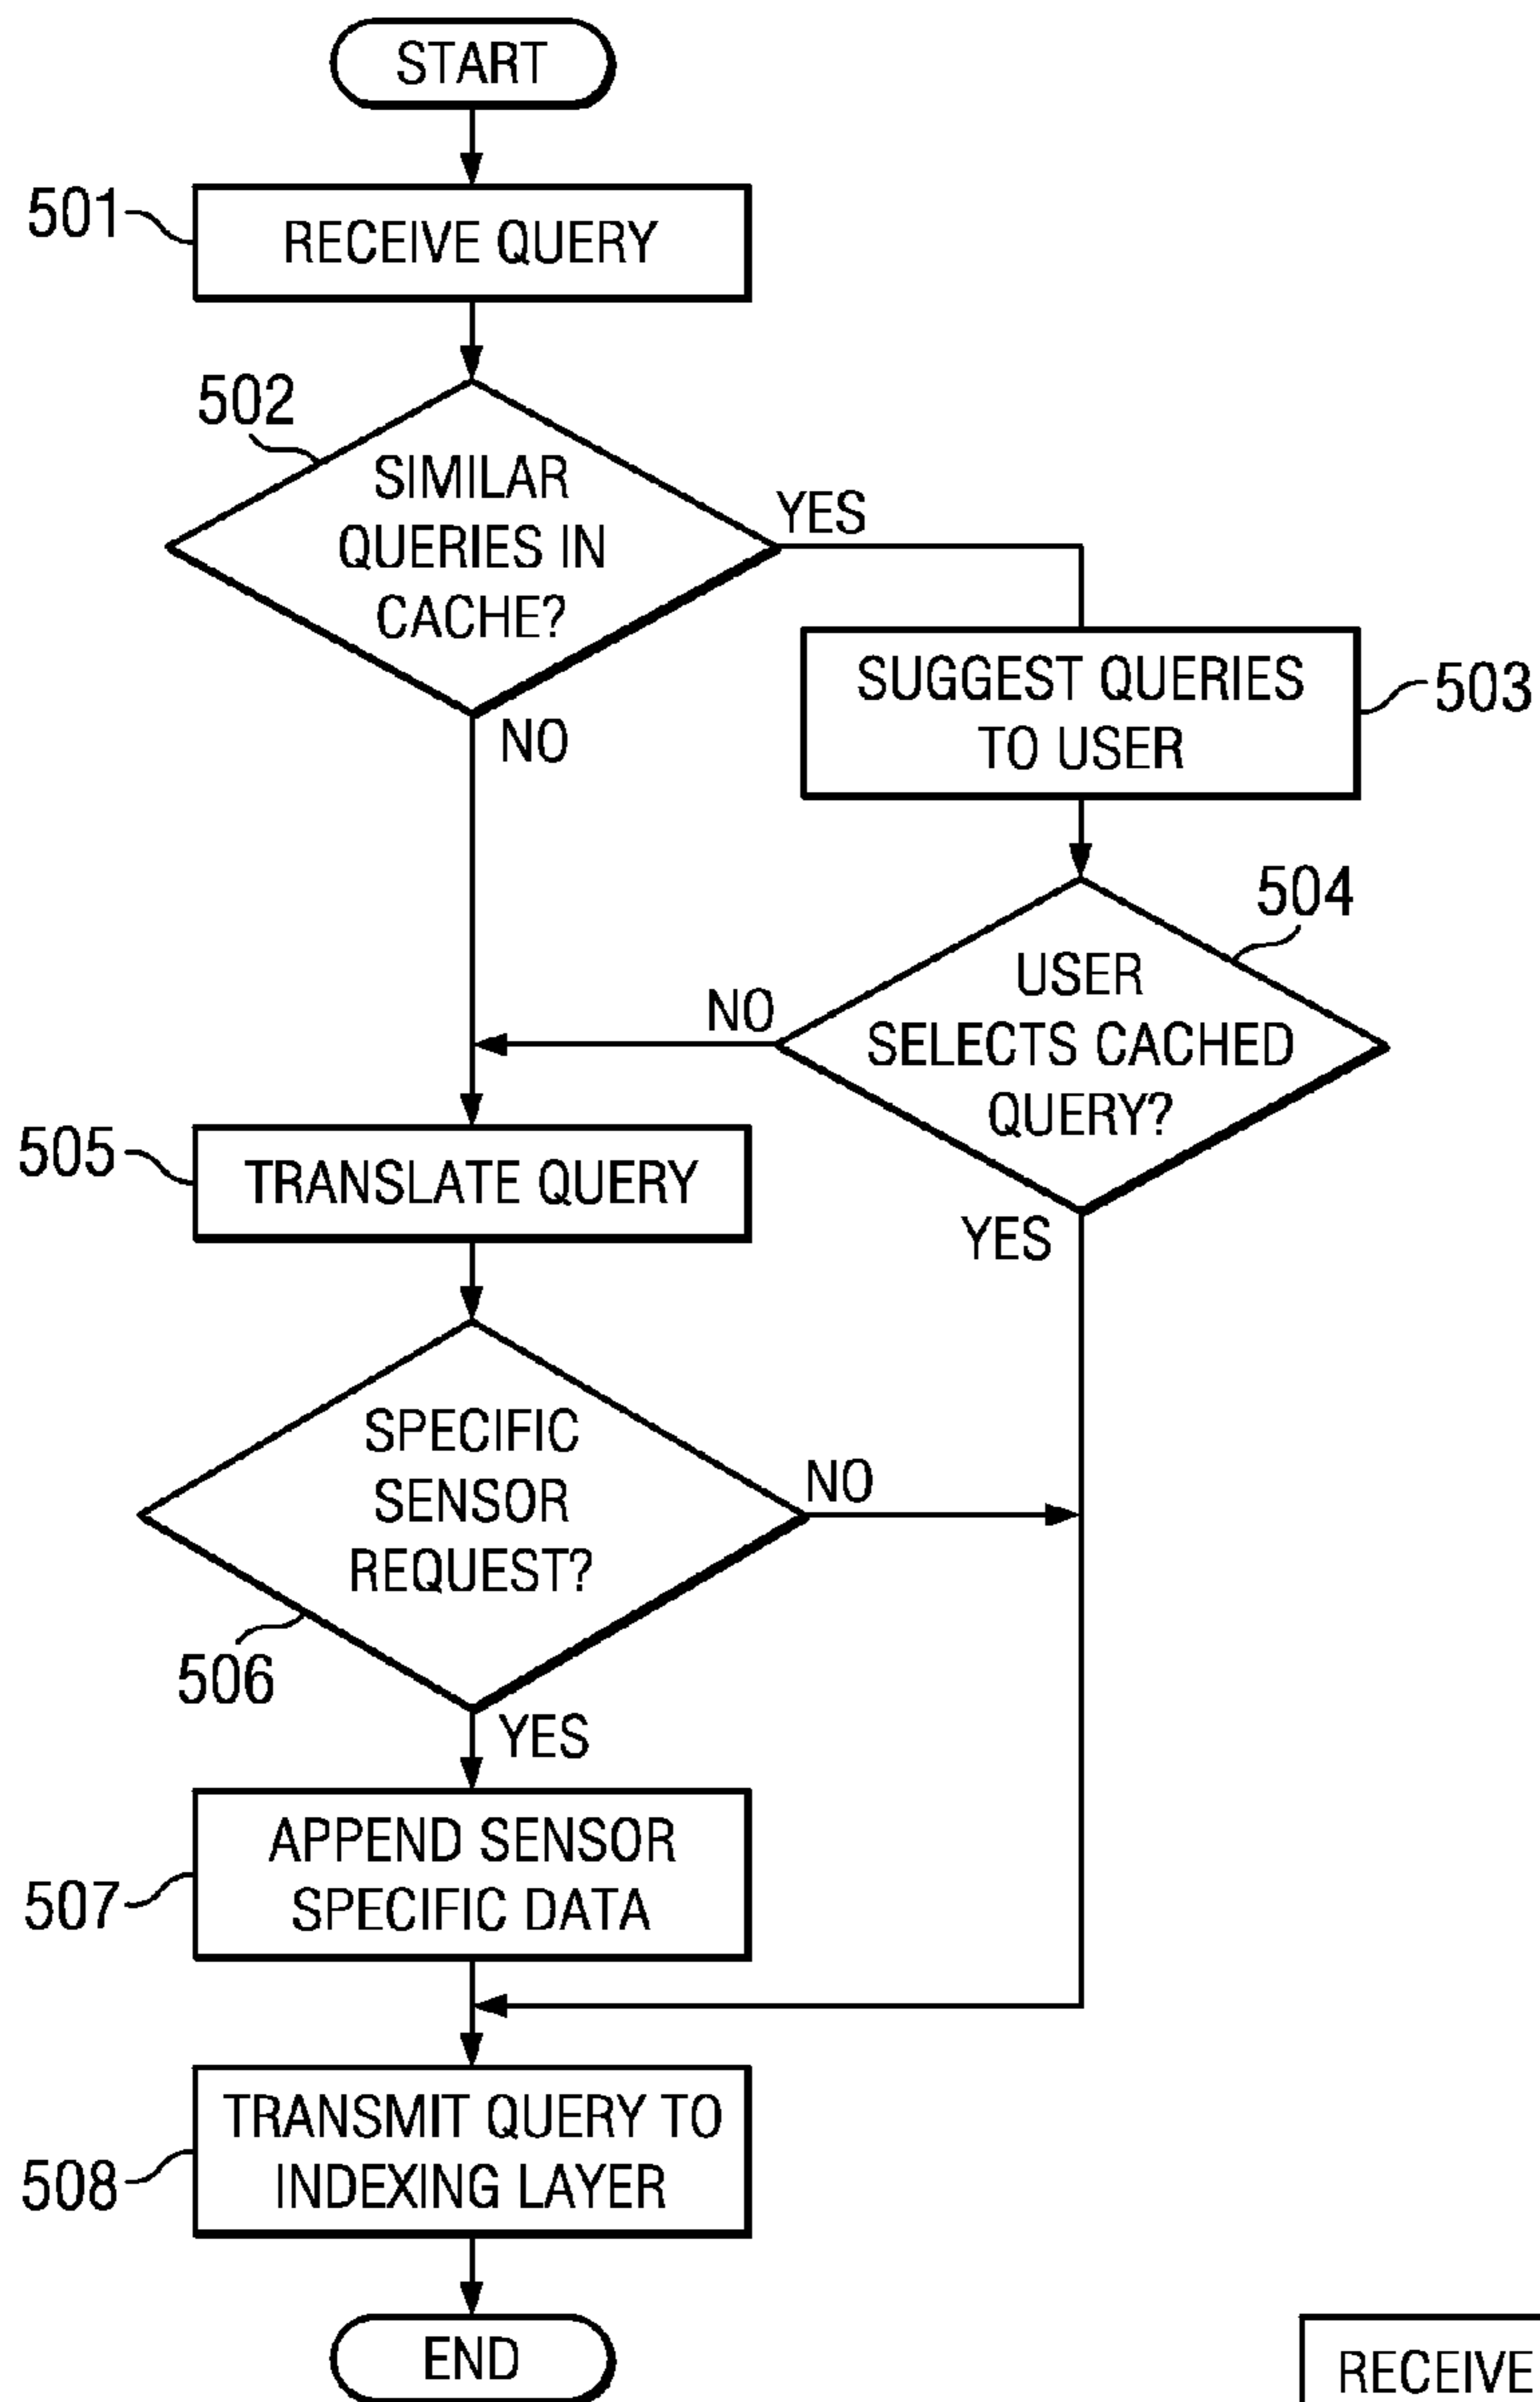 START
501
RECEIVE QUERY
502
SIMILAR
QUERIES IN
CACHE?
YES
NO
SUGGEST QUERIES
TO USER
503
504
USER
SELECTS CACHED
QUERY?
NO
YES
505
TRANSLATE QUERY
SPECIFIC
SENSOR
REQUEST?
NO
506
YES
507
APPEND SENSOR
SPECIFIC DATA
508
TRANSMIT QUERY TO
INDEXING LAYER
END
RECEIVE